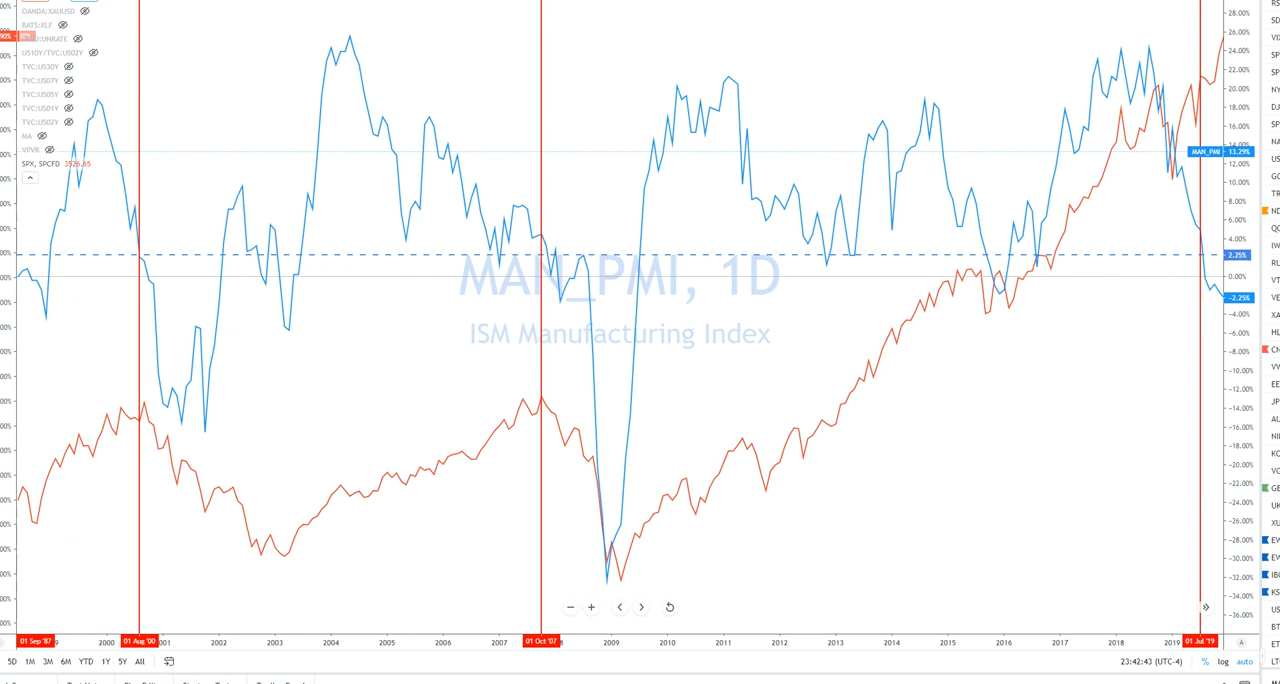 OANDA:XAUUSD
BATS:XLF
UNRATE
US10Y/TVC:US02Y
TVC:US30Y
TVC:US07Y
TVC:US05Y
TVC:US01Y
TVC:US02Y
MA
VPVR
SPX, SPCFD 3526.65
MAN_PMI, 1D
ISM Manufacturing Index
28.00%
26.00%
24.00%
22.00%
20.00%
18.00%
16.00%
14.00%
MAN_PMI 13.29%
12.00%
10.00%
8.00%
6.00%
4.00%
2.25%
0.00%
−2.25%
−4.00%
−6.00%
−8.00%
−10.00%
−12.00%
−14.00%
−16.00%
−18.00%
−20.00%
−22.00%
−24.00%
−26.00%
−28.00%
−30.00%
−32.00%
−34.00%
−36.00%
01 Sep '87 9 2000 01 Aug '00 001 2002 2003 2004 2005 2006 2007 01 Oct '07 8 2009 2010 2011 2012 2013 2014 2015 2016 2017 2018 2019 01 Jul '19 A
5D 1M 3M 6M YTD 1Y 5Y All 23:42:43 (UTC-4) % log auto